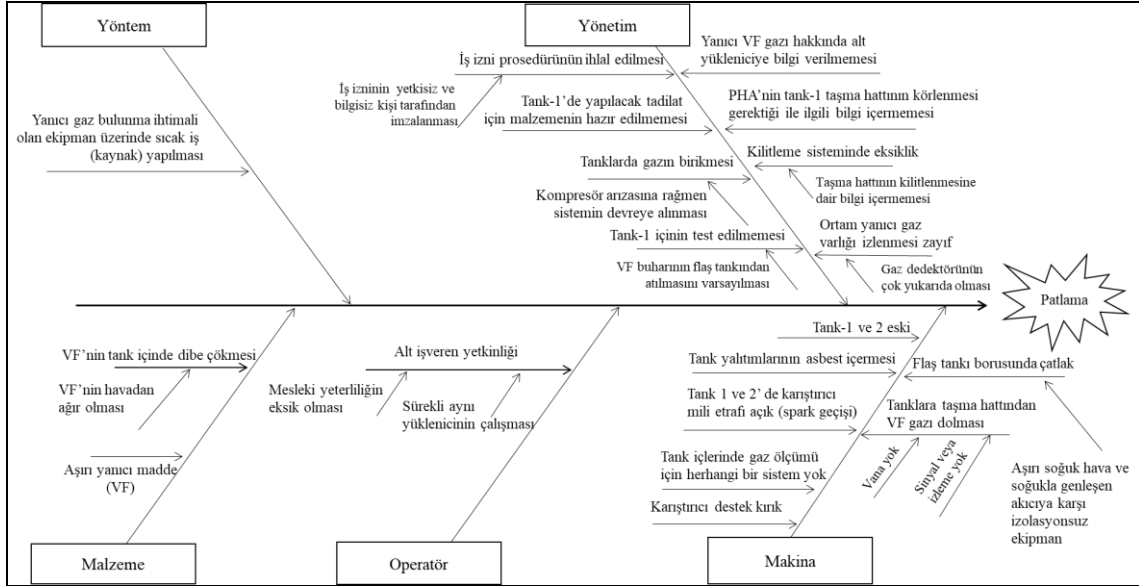 Yöntem
Yönetim
İş izni prosedürünün ihlal edilmesi
İş izninin yetkisiz ve
bilgisiz kişi tarafından
imzalanması
Yanıcı VF gazı hakkında alt
yükleniciye bilgi verilmemesi
Tank-1'de yapılacak tadilat
için malzemenin hazır edilmemesi
PHA'nin tank-1 taşma hattının körlenmesi
gerektiği ile ilgili bilgi içermemesi
Yanıcı gaz bulunma ihtimali
olan ekipman üzerinde sıcak iş
(kaynak) yapılması
Tanklarda gazın birikmesi
Kompresör arızasına rağmen
sistemin devreye alınması
Kilitleme sisteminde eksiklik
Taşma hattının kilitlenmesine
dair bilgi içermemesi
Tank-1 içinin test edilmemesi
VF buharının flaş tankından
atılmasını varsayılması
Ortam yanıcı gaz
varlığı izlenmesi zayıf
Gaz dedektörünün
çok yukarıda olması
Patlama
VF'nin tank içinde dibe çökmesi
VF'nin havadan
ağır olması
Aşırı yanıcı madde
(VF)
Alt işveren yetkinliği
Mesleki yeterliliğin
eksik olması
Sürekli aynı
yüklenicinin çalışması
Tank-1 ve 2 eski
Tank yalıtımlarının asbest içermesi
Tank 1 ve 2' de karıştırıcı
mili etrafı açık (spark geçişi)
Tank içlerinde gaz ölçümü
için herhangi bir sistem yok
Karıştırıcı destek kırık
Flaş tankı borusunda çatlak
Tanklara taşma hattından
VF gazı dolması
Vana yok
Sinyal veya
izleme yok
Aşırı soğuk hava ve
soğukla genleşen
akıcıya karşı
izolasyonsuz
ekipman
Malzeme
Operatör
Makina